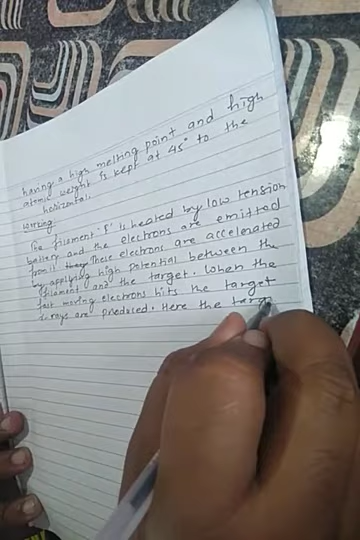 having a high melting point and high
atomic weight is kept at 45° to the
horizontal.
Working
The filament 'F' is heated by low tension
battery and the electrons are emitted
from it. These electrons are accelerated
by applying high potential between the
filament and the target. When the
fast moving electrons hits the target
x-rays are produced. Here the targe